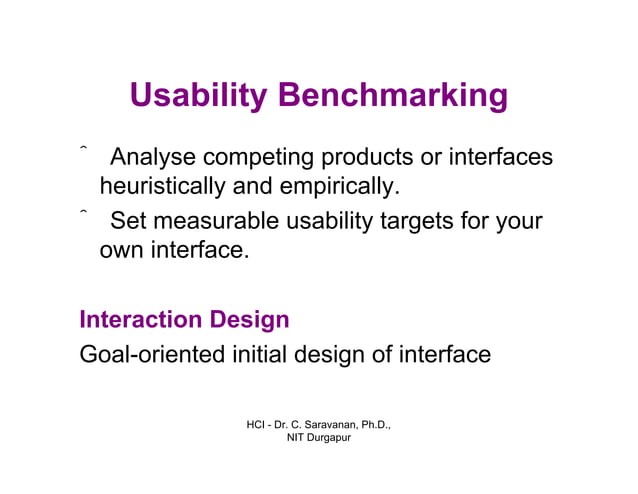 Usability Benchmarking
ˆ Analyse competing products or interfaces
heuristically and empirically.
ˆ Set measurable usability targets for your
own interface.
Interaction Design
Goal-oriented initial design of interface
HCI - Dr. C. Saravanan, Ph.D.,
NIT Durgapur